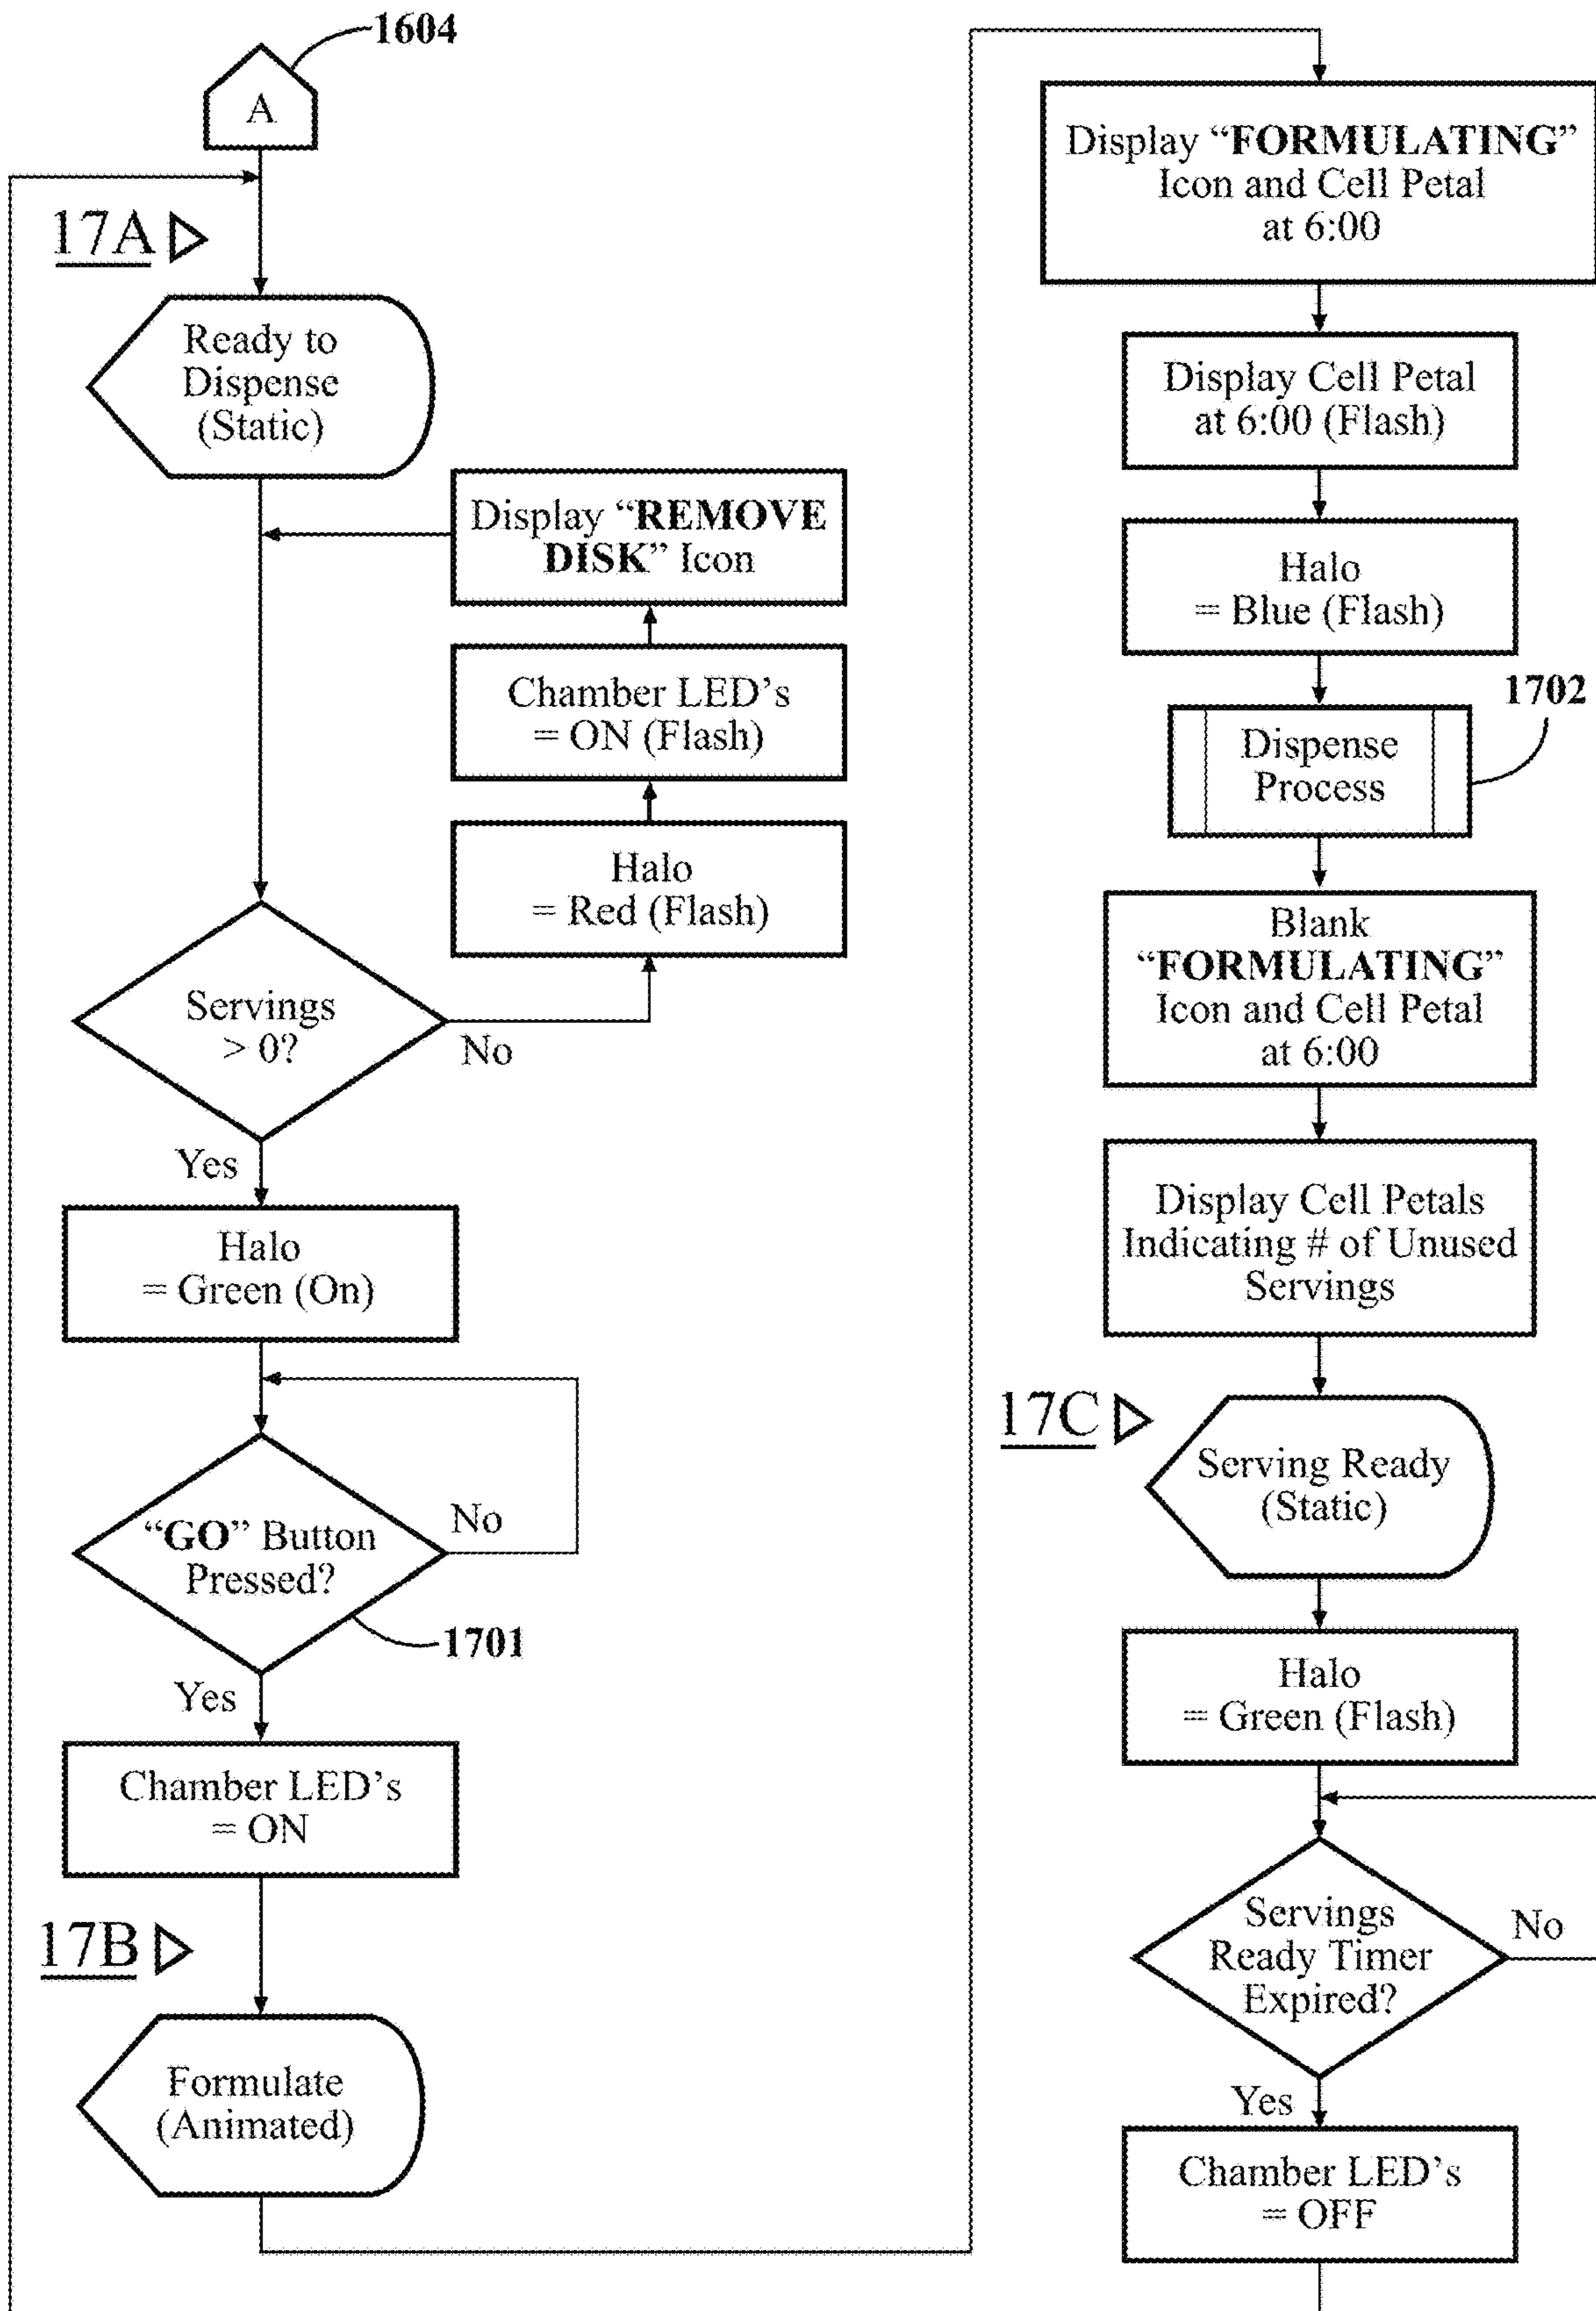 1604
A
17A
Ready to
Dispense
(Static)
Display “REMOVE
DISK” Icon
Chamber LED’s
= ON (Flash)
Halo
= Red (Flash)
Servings
> 0?
No
Yes
Halo
= Green (On)
“GO” Button
Pressed?
No
1701
Yes
Chamber LED’s
= ON
17B
Formulate
(Animated)
Display “FORMULATING”
Icon and Cell Petal
at 6:00
Display Cell Petal
at 6:00 (Flash)
Halo
= Blue (Flash)
1702
Dispense
Process
Blank
“FORMULATING”
Icon and Cell Petal
at 6:00
Display Cell Petals
Indicating # of Unused
Servings
17C
Serving Ready
(Static)
Halo
= Green (Flash)
Servings
Ready Timer
Expired?
No
Yes
Chamber LED’s
= OFF